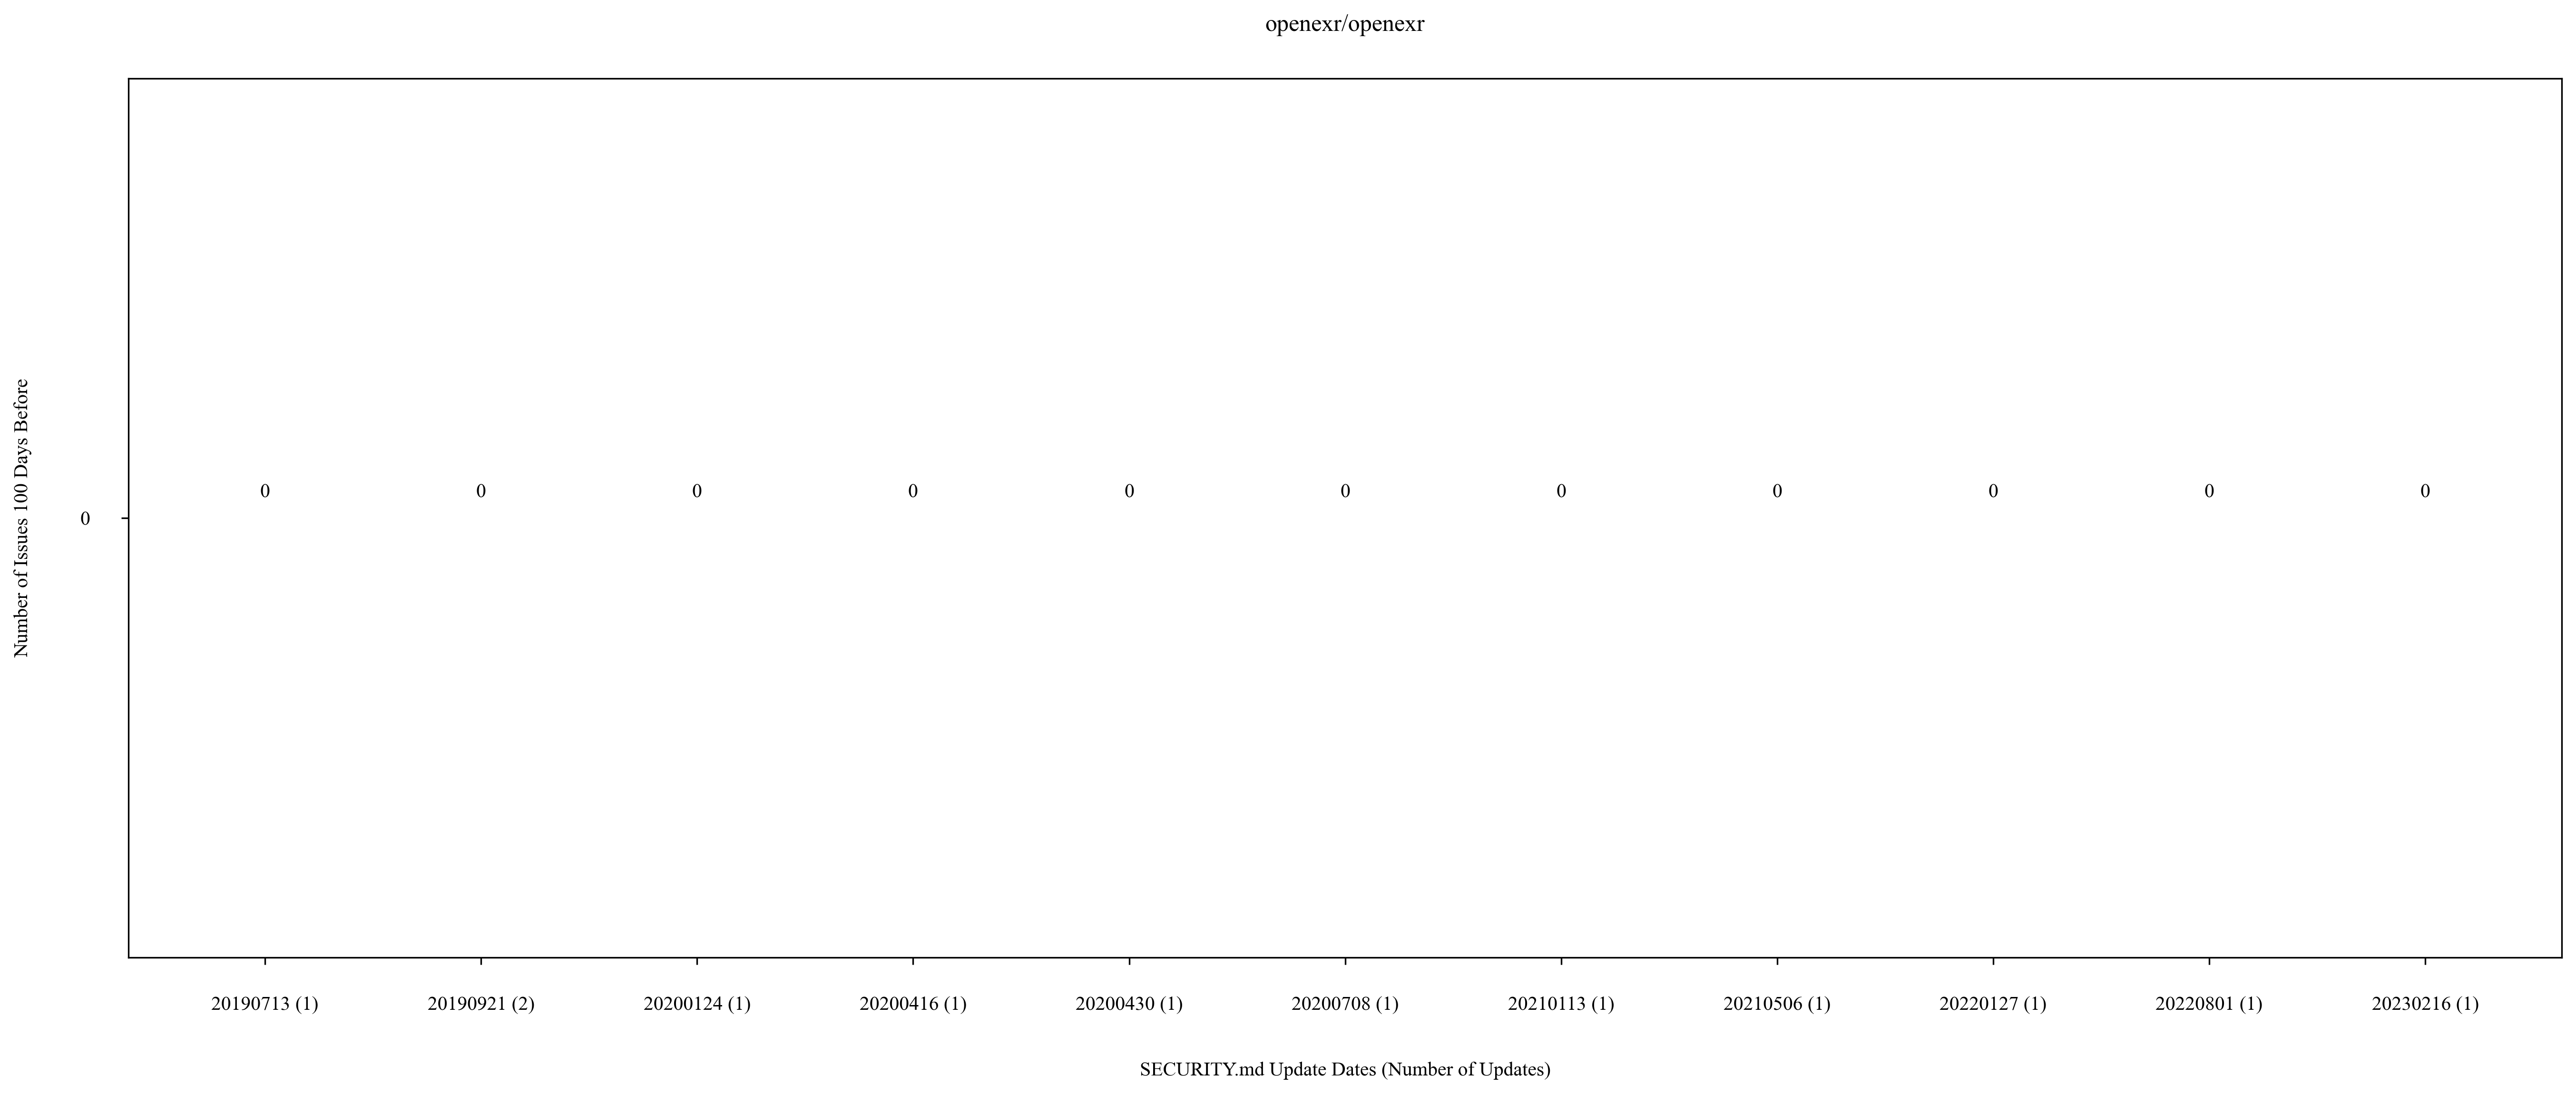 openexr/openexr
Number of Issues 100 Days Before
0
0 0 0 0 0 0 0 0 0 0 0
20190713 (1) 20190921 (2) 20200124 (1) 20200416 (1) 20200430 (1) 20200708 (1) 20210113 (1) 20210506 (1) 20220127 (1) 20220801 (1) 20230216 (1)
SECURITY.md Update Dates (Number of Updates)